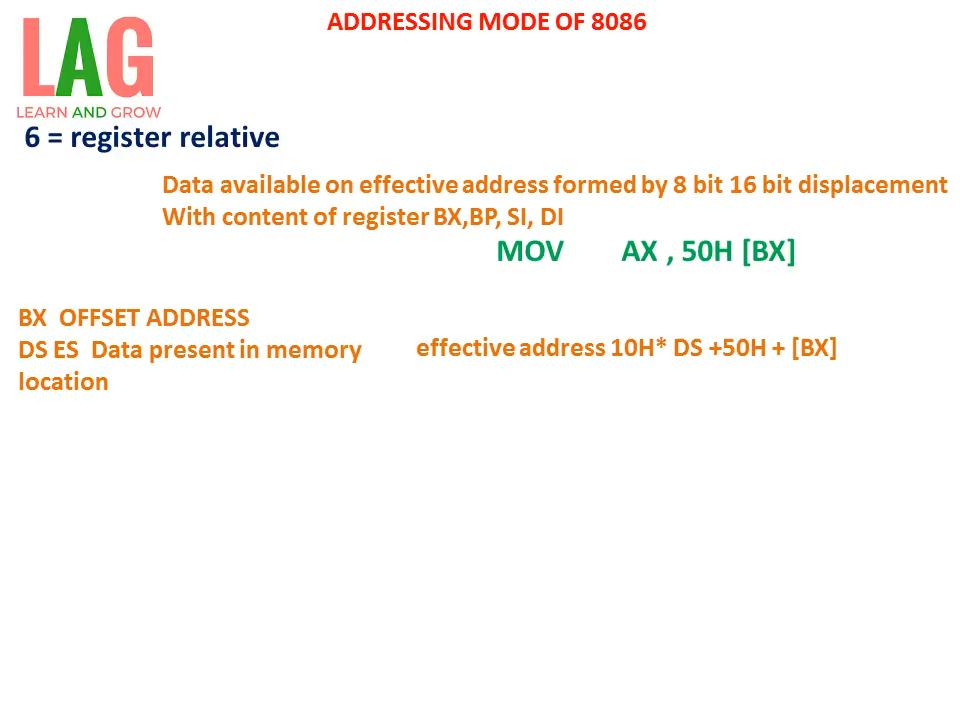 ADDRESSING MODE OF 8086
LAG
LEARN AND GROW
6 = register relative
Data available on effective address formed by 8 bit 16 bit displacement
With content of register BX,BP, SI, DI
MOV AX , 50H [BX]
BX OFFSET ADDRESS
DS ES Data present in memory
location
effective address 10H* DS +50H + [BX]